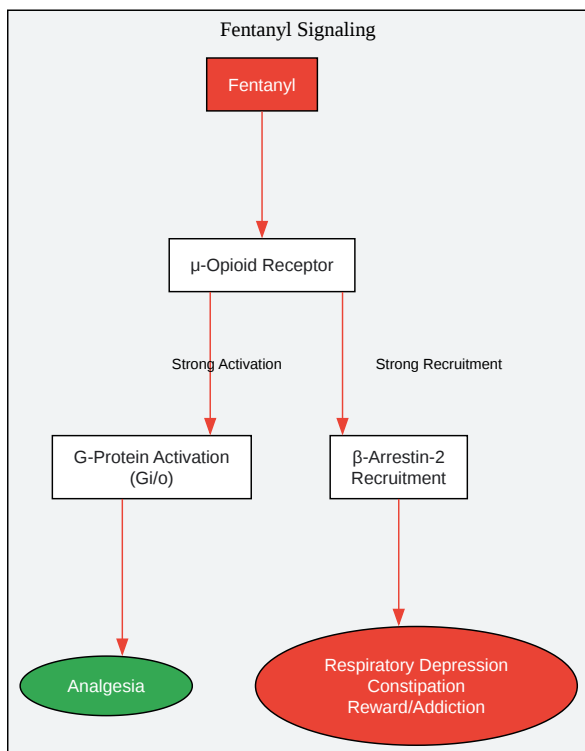 Fentanyl Signaling
Fentanyl
μ-Opioid Receptor
Strong Activation
Strong Recruitment
G-Protein Activation
(Gi/o)
β-Arrestin-2
Recruitment
Analgesia
Respiratory Depression
Constipation
Reward/Addiction